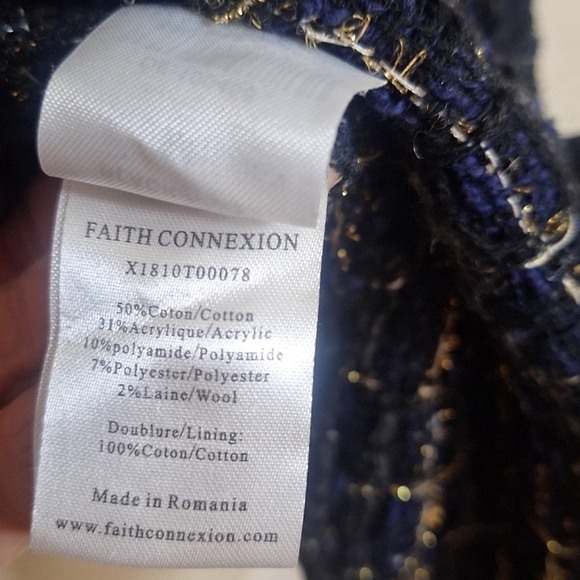 FAITH CONNEXION
X1810T00078
50%Coton/Cotton
31%Acrylique/Acrylic
10%polyamide/Polyamide
7%Polyester/Polyester
2%Laine/Wool
Doublure/Lining:
100%Coton/Cotton
Made in Romania
www.faithconnexion.com